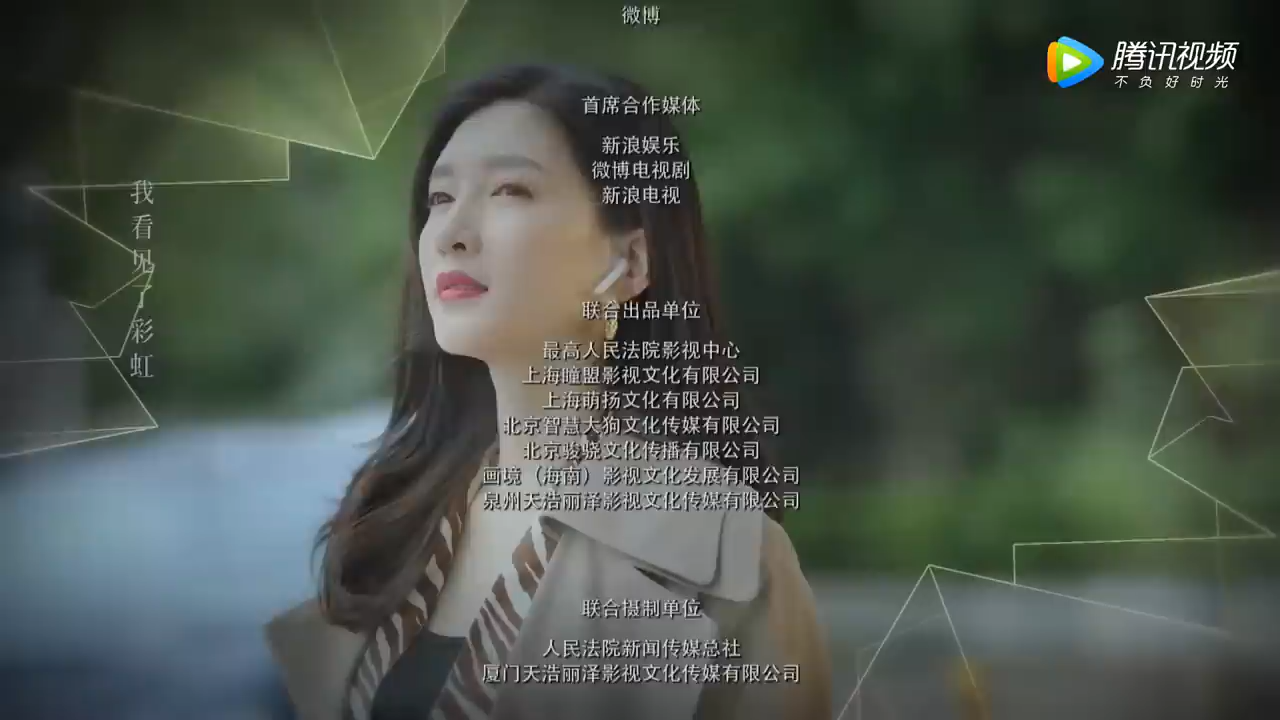 微博
腾讯视频
不负好时光
首席合作媒体
新浪娱乐
微博电视剧
新浪电视
我看见了彩虹
联合出品单位
最高人民法院影视中心
上海瞳盟影视文化有限公司
上海萌扬文化有限公司
北京智慧大狗文化传媒有限公司
北京骏骁文化传播有限公司
画境（海南）影视文化发展有限公司
泉州天浩丽泽影视文化传媒有限公司
联合摄制单位
人民法院新闻传媒总社
厦门天浩丽泽影视文化传媒有限公司